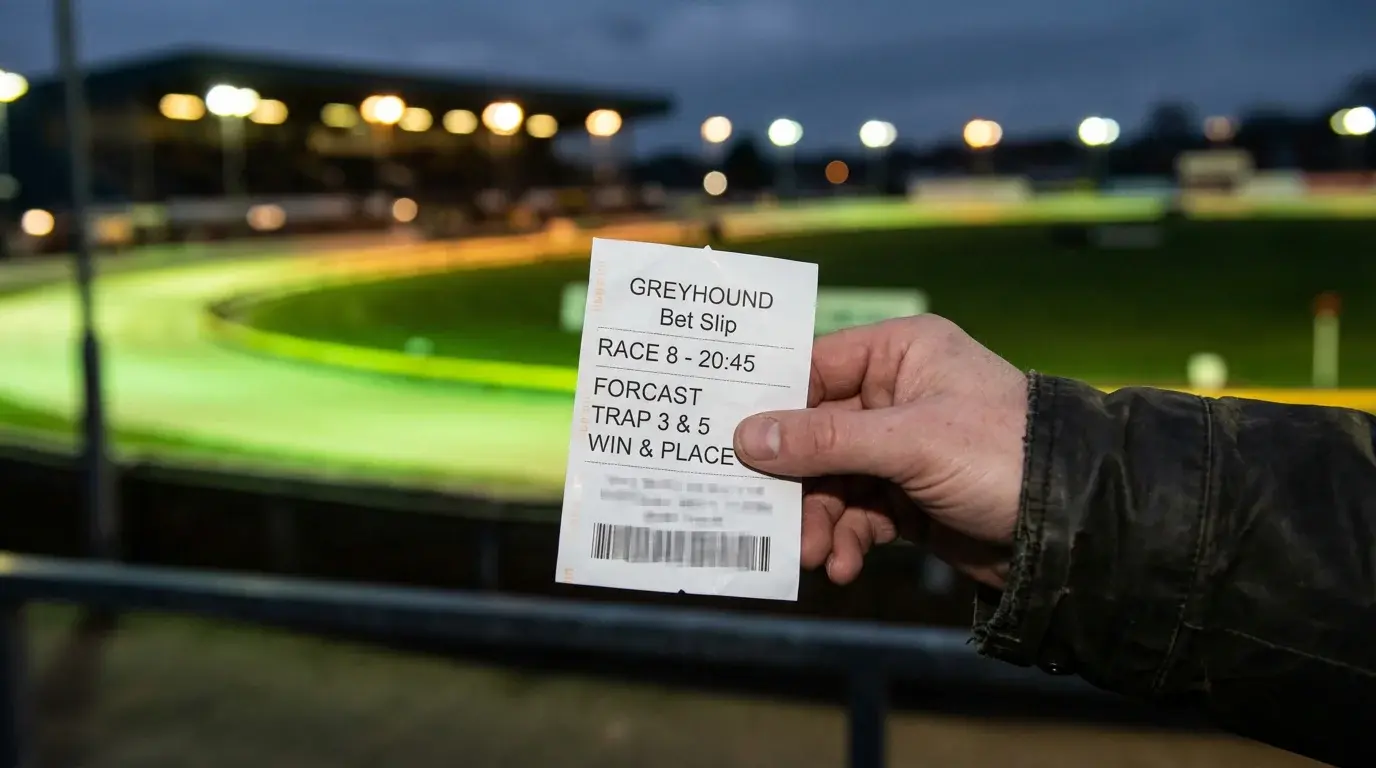 GREYHOUND
Bet Slip
RACE 8 - 20:45
FORCAST
TRAP 3 & 5
WIN & PLACE